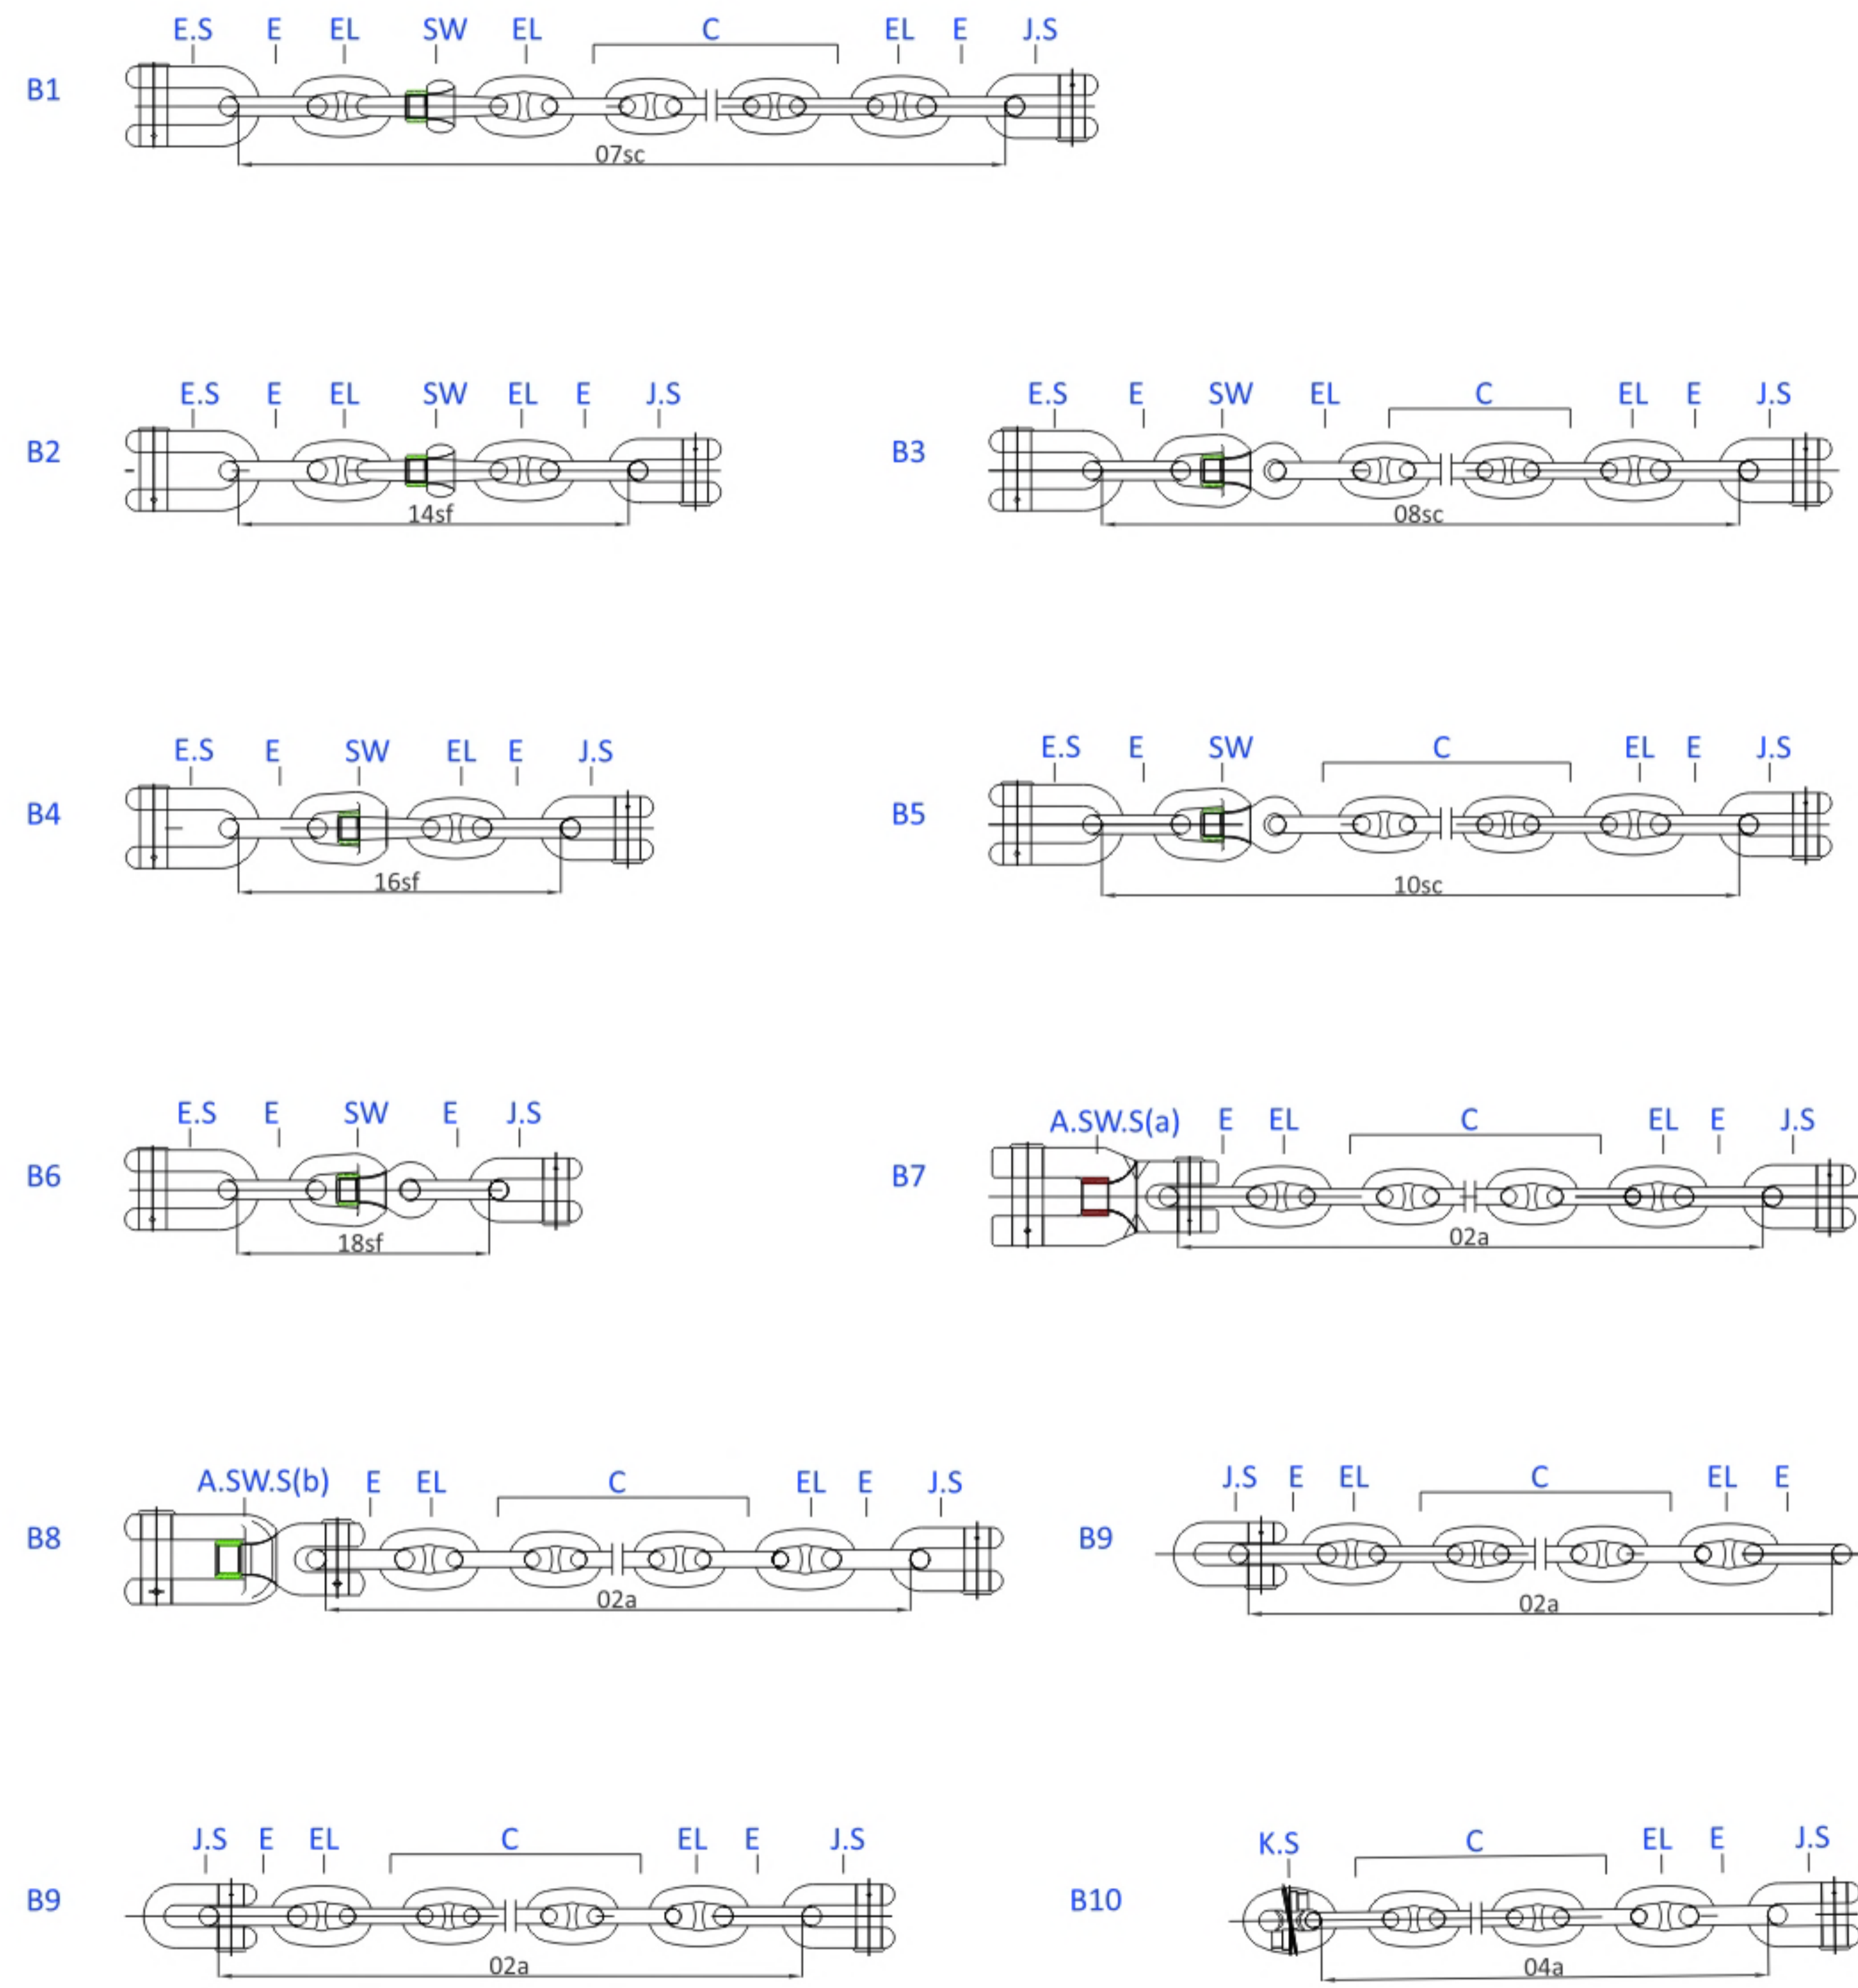 E.S E EL SW EL C EL E J.S
B1
07sc
E.S E EL SW EL E J.S
B2
14sf
E.S E SW EL C EL E J.S
B3
08sc
E.S E SW EL E J.S
B4
16sf
E.S E SW C EL E J.S
B5
10sc
E.S E SW E J.S
B6
18sf
A.SW.S(a) E EL C EL E J.S
B7
02a
A.SW.S(b) E EL C EL E J.S
B8
02a
J.S E EL C EL E
B9
02a
J.S E EL C EL E J.S
B9
02a
K.S C EL E J.S
B10
04a